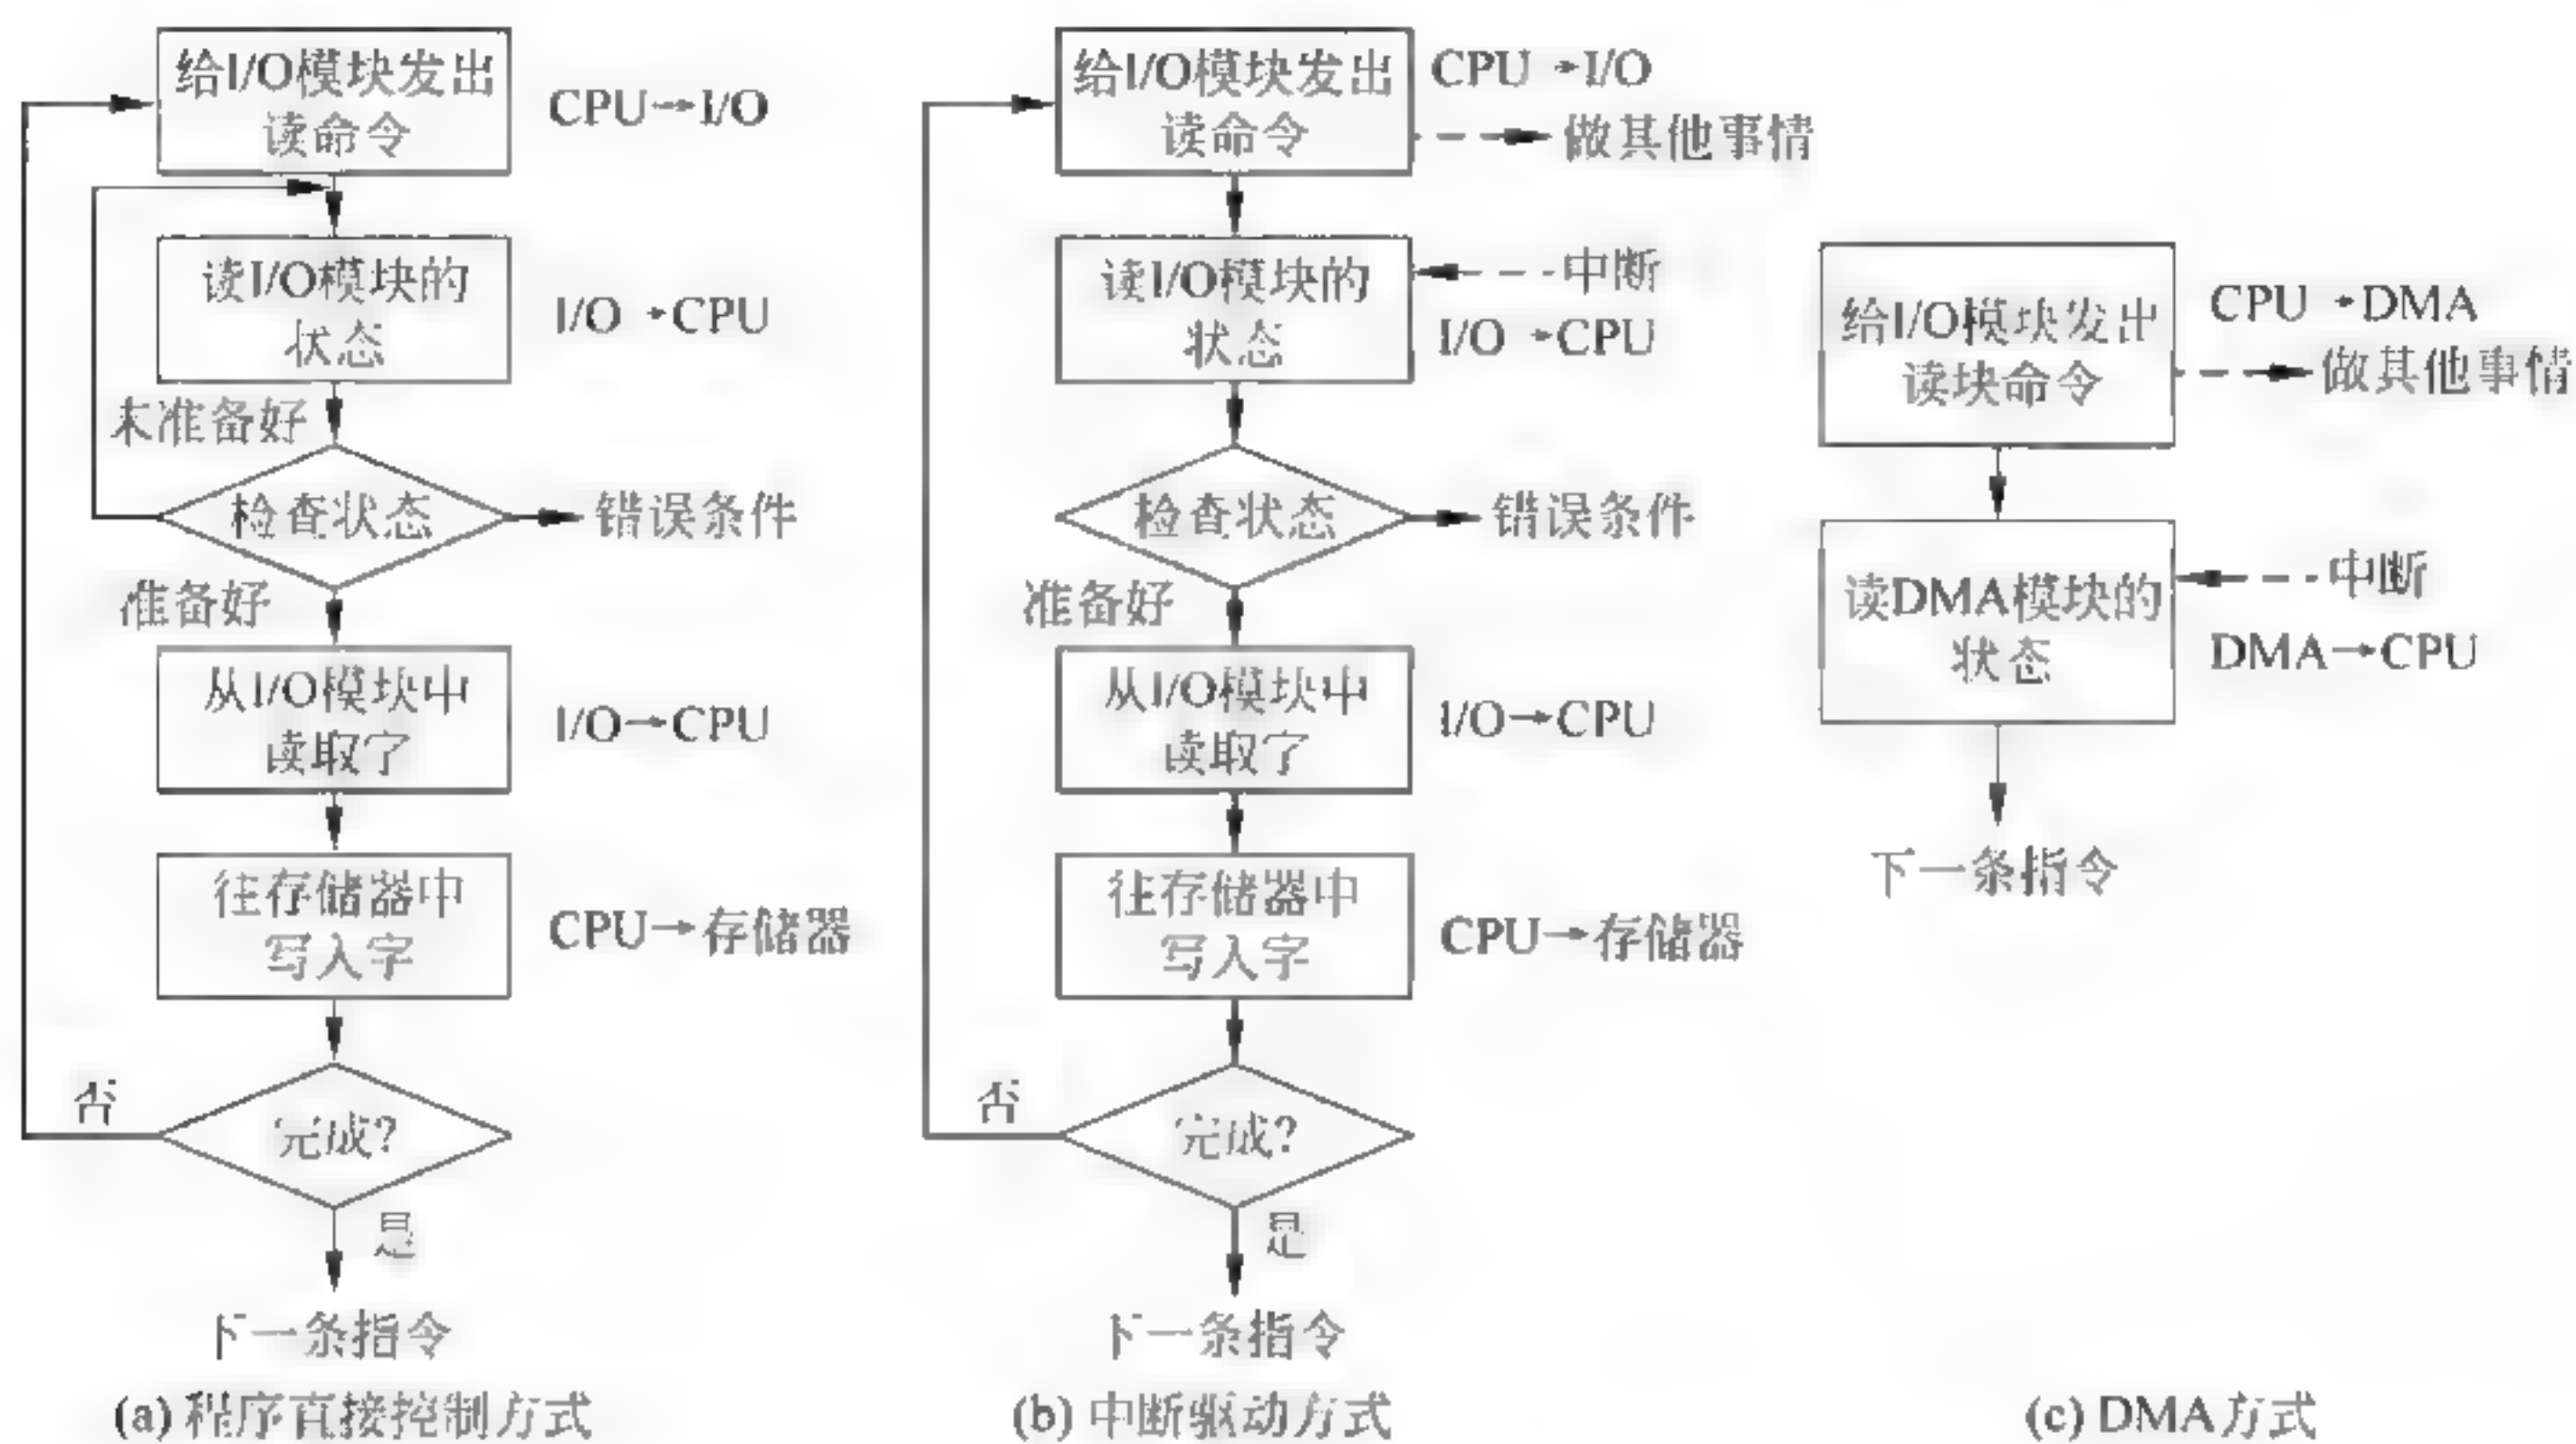 给I/O模块发出
读命令
CPU→I/O
读I/O模块的
状态
I/O→CPU
未准备好
检查状态
错误条件
准备好
从I/O模块中
读取了
I/O→CPU
往存储器中
写入字
CPU→存储器
否
完成?
是
下一条指令
(a) 程序直接控制方式
给I/O模块发出
读命令
CPU→I/O
做其他事情
读I/O模块的
状态
中断
I/O→CPU
检查状态
错误条件
准备好
从I/O模块中
读取了
I/O→CPU
往存储器中
写入字
CPU→存储器
否
完成?
是
下一条指令
(b) 中断驱动方式
给I/O模块发出
读块命令
CPU→DMA
做其他事情
读DMA模块的
状态
中断
DMA→CPU
下一条指令
(c) DMA方式